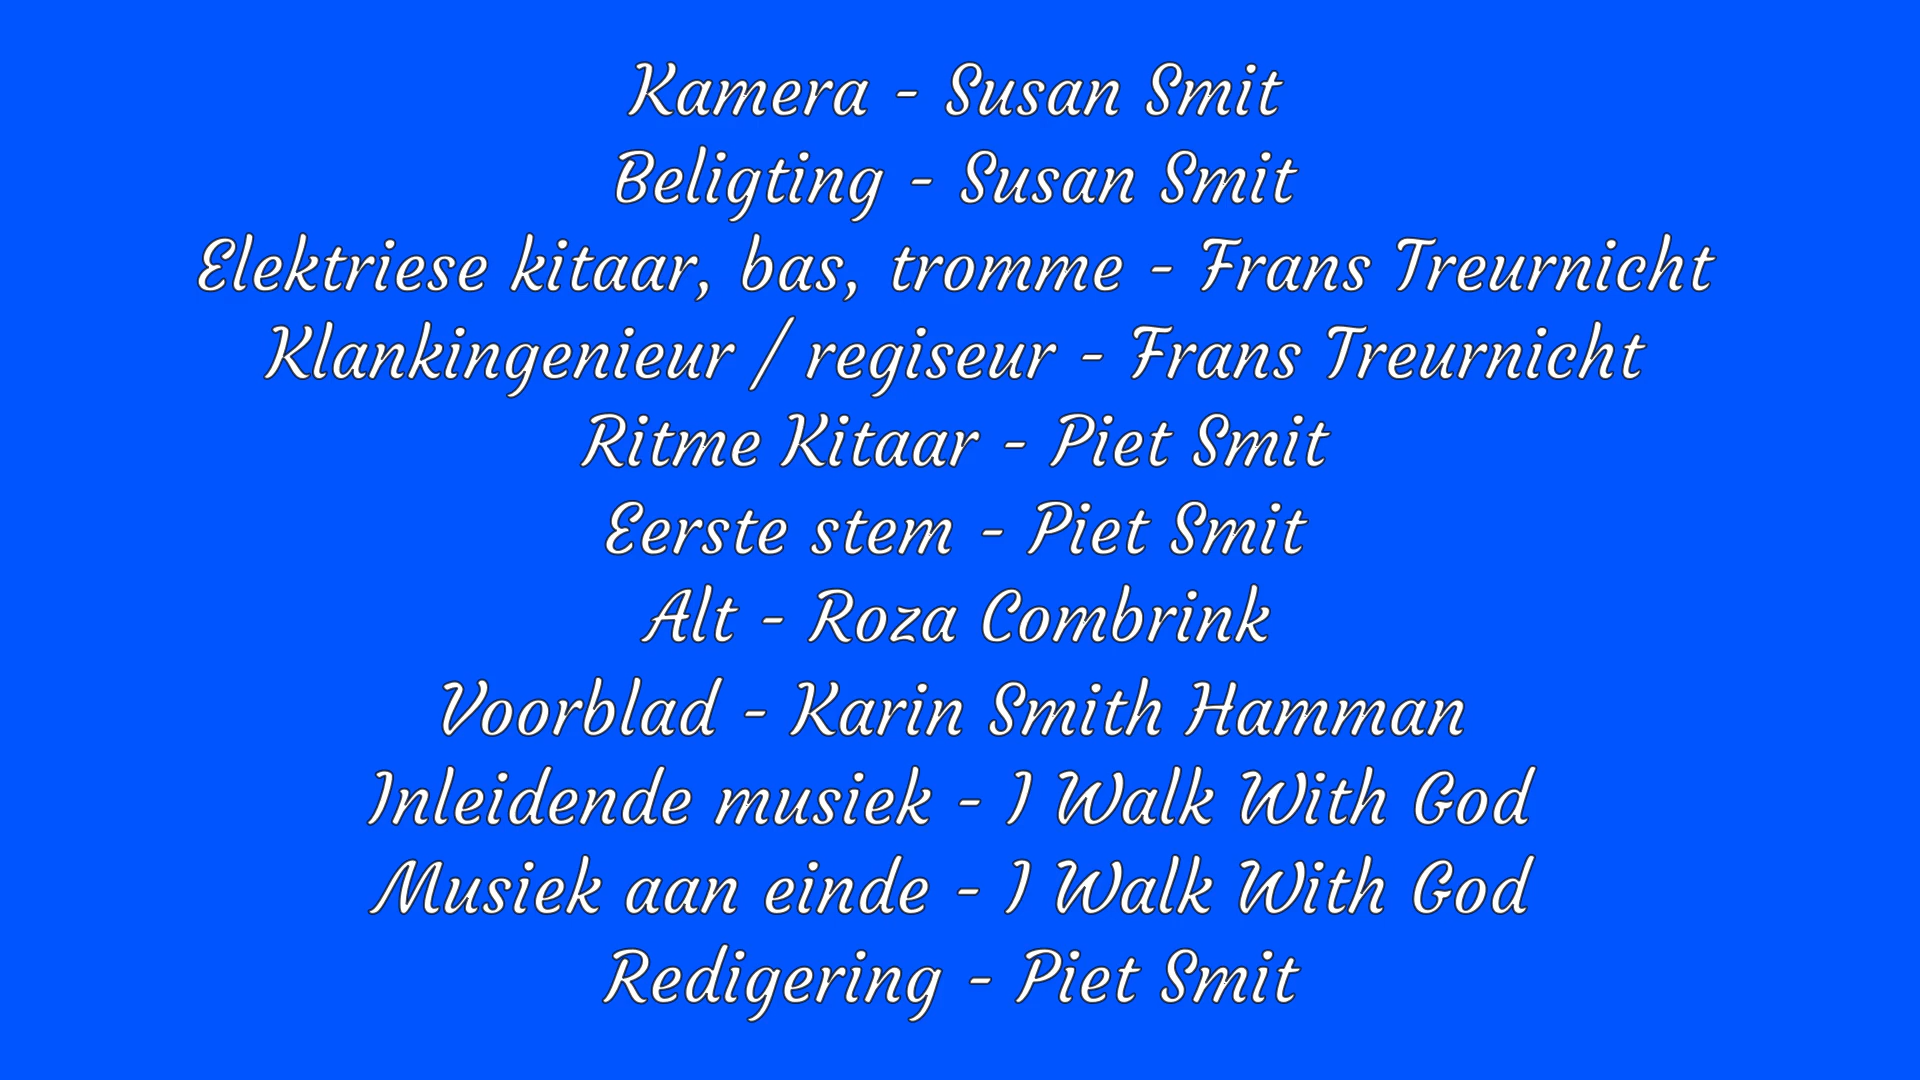 Kamera - Susan Smit
Beligting - Susan Smit
Elektriese kitaar, bas, tromme - Frans Treurnicht
Klankingenieur / regiseur - Frans Treurnicht
Ritme Kitaar - Piet Smit
Eerste stem - Piet Smit
Alt - Roza Combrink
Voorblad - Karin Smith Hamman
Inleidende musiek - I Walk With God
Musiek aan einde - I Walk With God
Redigering - Piet Smit